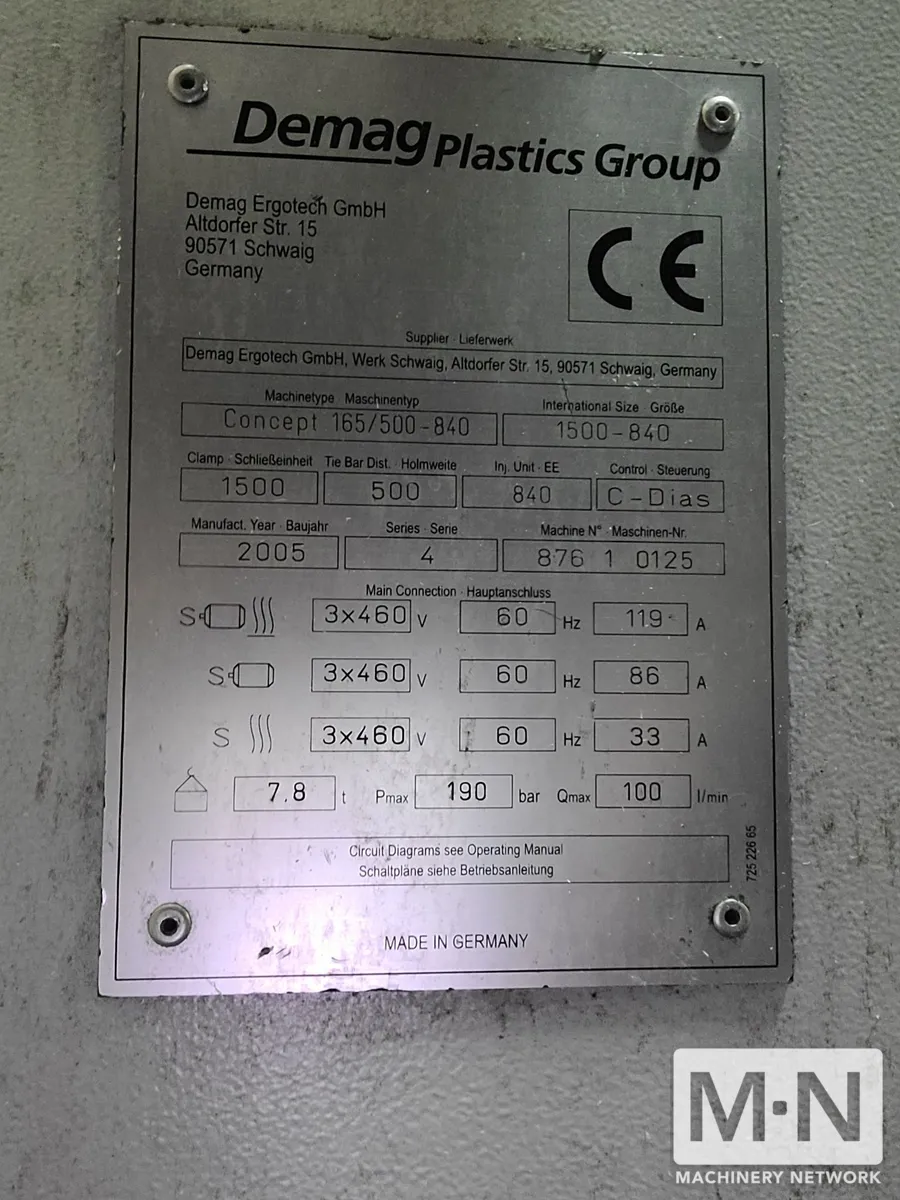 Demag Plastics Group
Demag Ergotech GmbH
Altdorfer Str. 15
90571 Schwaig
Germany
CE
Supplier · Lieferwerk
Demag Ergotech GmbH, Werk Schwaig, Altdorfer Str. 15, 90571 Schwaig, Germany
Machinetype · Maschinentyp International Size · Größe
Concept 165/500-840 1500-840
Clamp · Schließeinheit Tie Bar Dist. · Holmweite Inj. Unit · EE Control · Steuerung
1500 500 840 C-Dias
Manufact. Year · Baujahr Series · Serie Machine N° · Maschinen-Nr.
2005 4 876 1 0125
Main Connection · Hauptanschluss
S 3x460 V 60 Hz 119 A
S 3x460 V 60 Hz 86 A
S 3x460 V 60 Hz 33 A
7.8 t Pmax 190 bar Qmax 100 l/min
Circuit Diagrams see Operating Manual
Schaltpläne siehe Betriebsanleitung
725 226 65
MADE IN GERMANY
M·N
MACHINERY NETWORK